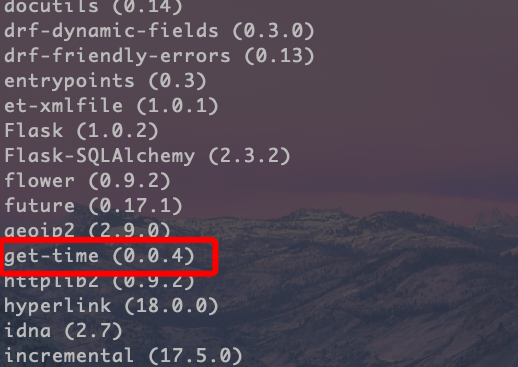 docutils (0.14)
drf-dynamic-fields (0.3.0)
drf-friendly-errors (0.13)
entrypoints (0.3)
et-xmlfile (1.0.1)
Flask (1.0.2)
Flask-SQLAlchemy (2.3.2)
flower (0.9.2)
future (0.17.1)
geoip2 (2.9.0)
get-time (0.0.4)
httplib2 (0.9.2)
hyperlink (18.0.0)
idna (2.7)
incremental (17.5.0)